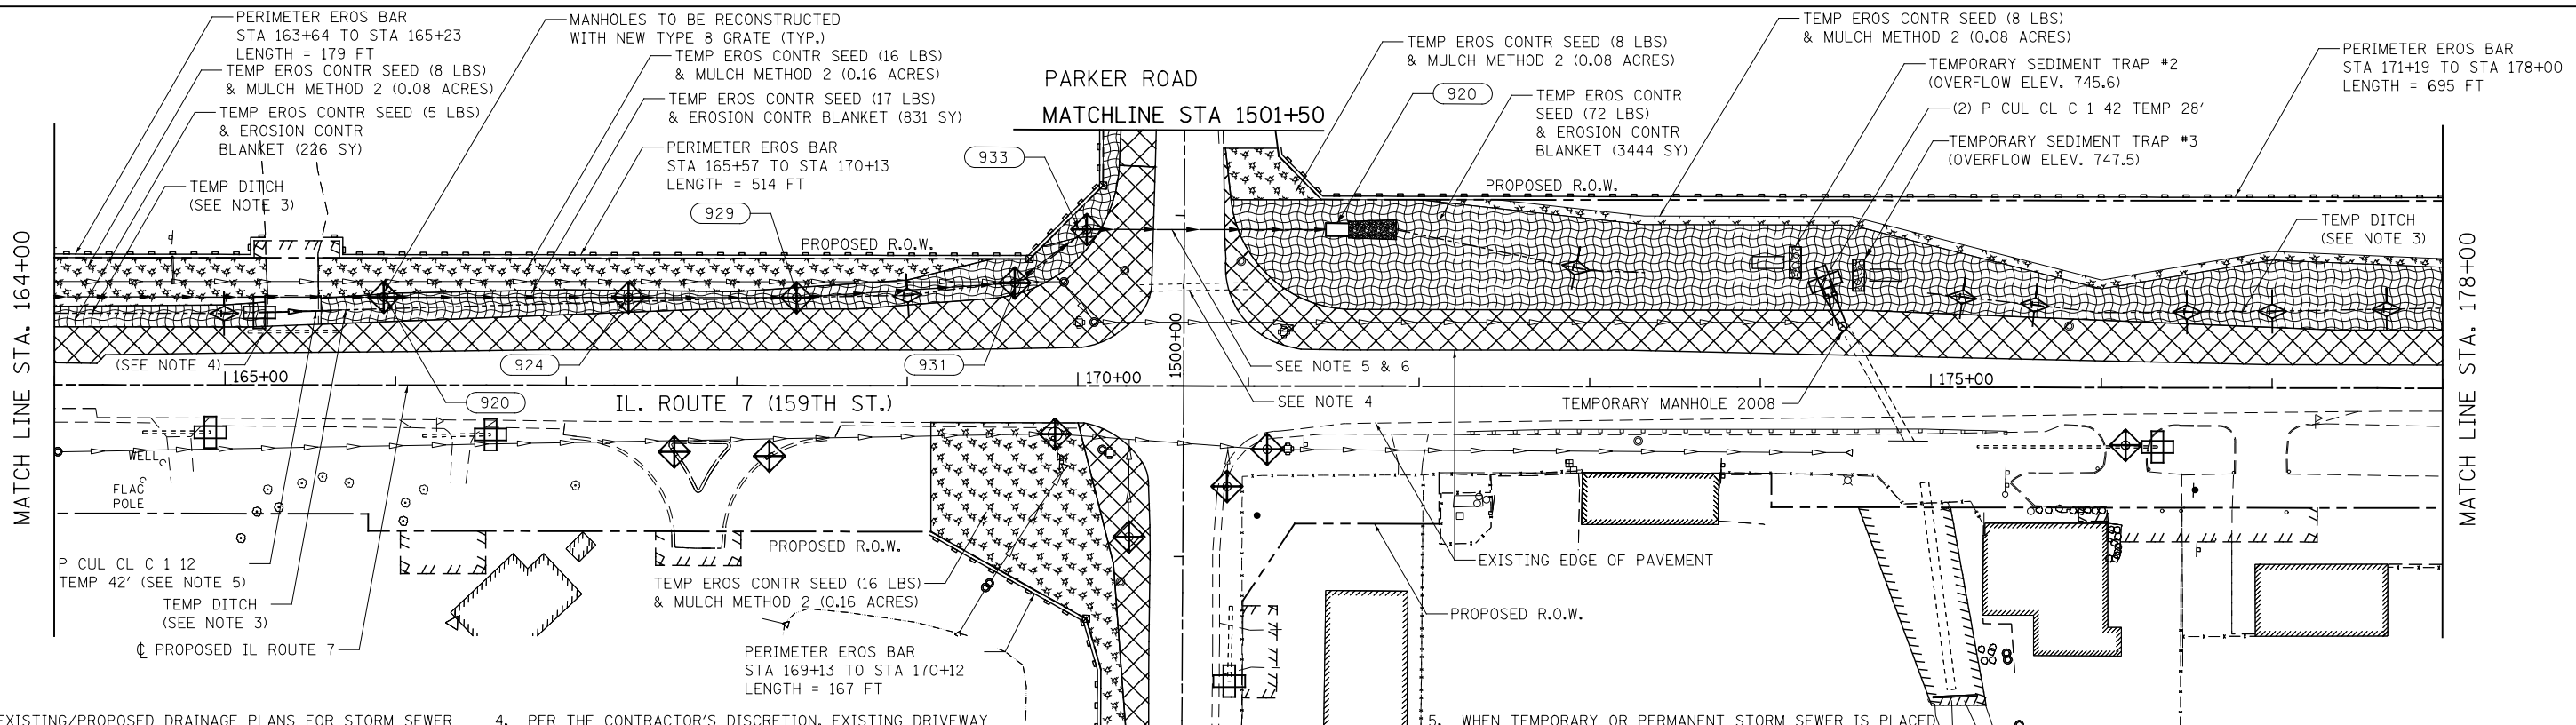 PERIMETER EROS BAR
STA 163+64 TO STA 165+23
LENGTH = 179 FT
TEMP EROS CONTR SEED (8 LBS)
& MULCH METHOD 2 (0.08 ACRES)
TEMP EROS CONTR SEED (5 LBS)
& EROSION CONTR
BLANKET (226 SY)
TEMP DITCH
(SEE NOTE 3)
MANHOLES TO BE RECONSTRUCTED
WITH NEW TYPE 8 GRATE (TYP.)
TEMP EROS CONTR SEED (16 LBS)
& MULCH METHOD 2 (0.16 ACRES)
TEMP EROS CONTR SEED (17 LBS)
& EROSION CONTR BLANKET (831 SY)
PERIMETER EROS BAR
STA 165+57 TO STA 170+13
LENGTH = 514 FT
929
933
PROPOSED R.O.W.
PARKER ROAD
MATCHLINE STA 1501+50
TEMP EROS CONTR SEED (8 LBS)
& MULCH METHOD 2 (0.08 ACRES)
920
TEMP EROS CONTR
SEED (72 LBS)
& EROSION CONTR
BLANKET (3444 SY)
PROPOSED R.O.W.
TEMP EROS CONTR SEED (8 LBS)
& MULCH METHOD 2 (0.08 ACRES)
TEMPORARY SEDIMENT TRAP #2
(OVERFLOW ELEV. 745.6)
(2) P CUL CL C 1 42 TEMP 28'
TEMPORARY SEDIMENT TRAP #3
(OVERFLOW ELEV. 747.5)
PERIMETER EROS BAR
STA 171+19 TO STA 178+00
LENGTH = 695 FT
TEMP DITCH
(SEE NOTE 3)
MATCH LINE STA. 164+00
MATCH LINE STA. 178+00
(SEE NOTE 4)
165+00
924
931
920
170+00
1500+00
SEE NOTE 5 & 6
SEE NOTE 4
175+00
IL. ROUTE 7 (159TH ST.)
TEMPORARY MANHOLE 2008
WELL
FLAG
POLE
P CUL CL C 1 12
TEMP 42' (SEE NOTE 5)
TEMP DITCH
(SEE NOTE 3)
℄ PROPOSED IL ROUTE 7
PROPOSED R.O.W.
TEMP EROS CONTR SEED (16 LBS)
& MULCH METHOD 2 (0.16 ACRES)
PERIMETER EROS BAR
STA 169+13 TO STA 170+12
LENGTH = 167 FT
EXISTING EDGE OF PAVEMENT
PROPOSED R.O.W.
EXISTING/PROPOSED DRAINAGE PLANS FOR STORM SEWER
4. PER THE CONTRACTOR'S DISCRETION, EXISTING DRIVEWAY
5. WHEN TEMPORARY OR PERMANENT STORM SEWER IS PLACED